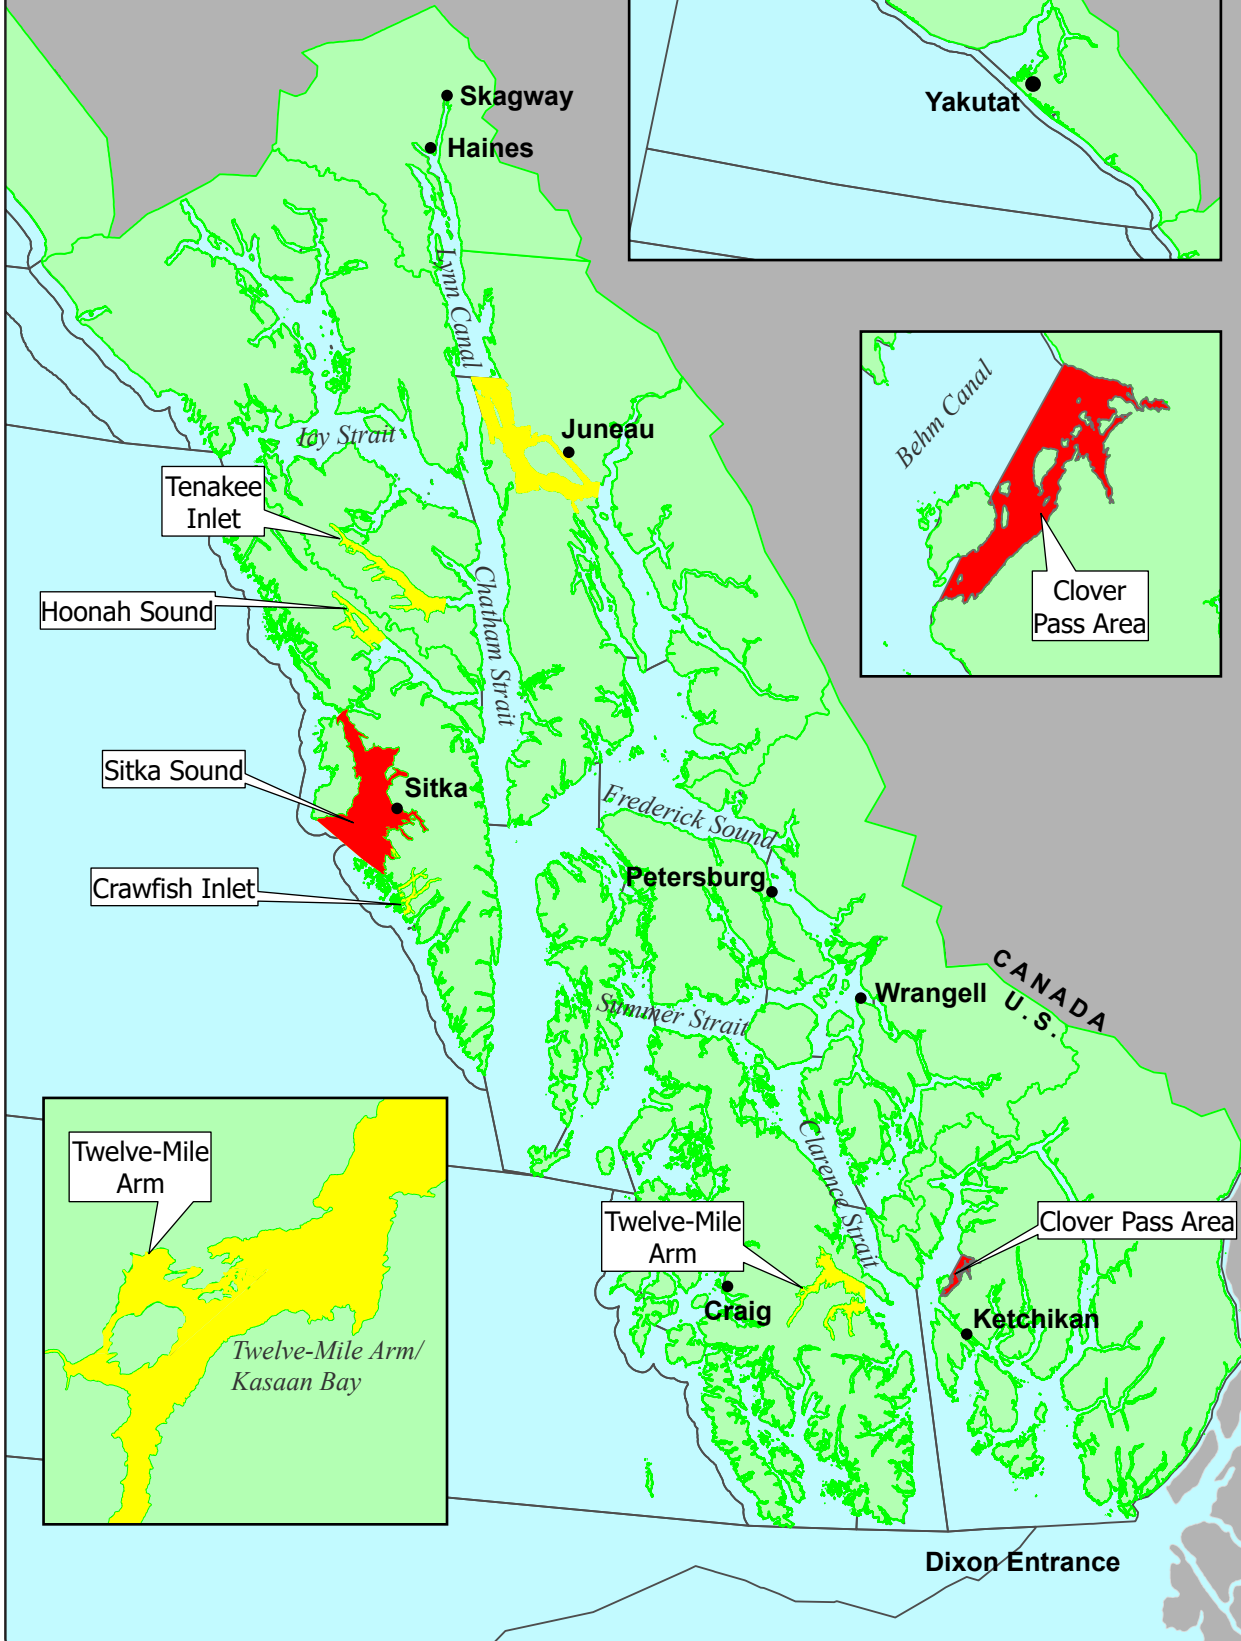 Skagway
Yakutat
Haines
Lynn Canal
Behm Canal
Juneau
Icy Strait
Tenakee
Inlet
Clover
Pass Area
Hoonah Sound
Chatham Strait
Sitka Sound
Sitka
Frederick Sound
Petersburg
Crawfish Inlet
CANADA
U.S.
Wrangell
Summer Strait
Twelve-Mile
Arm
Clarence Strait
Twelve-Mile
Arm
Clover Pass Area
Craig
Ketchikan
Twelve-Mile Arm/
Kasaan Bay
Dixon Entrance